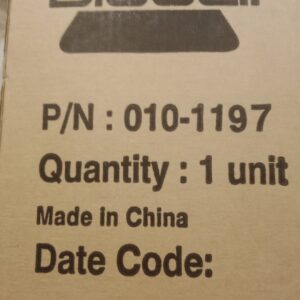 P/N : 010-1197
Quantity : 1 unit
Made in China
Date Code: